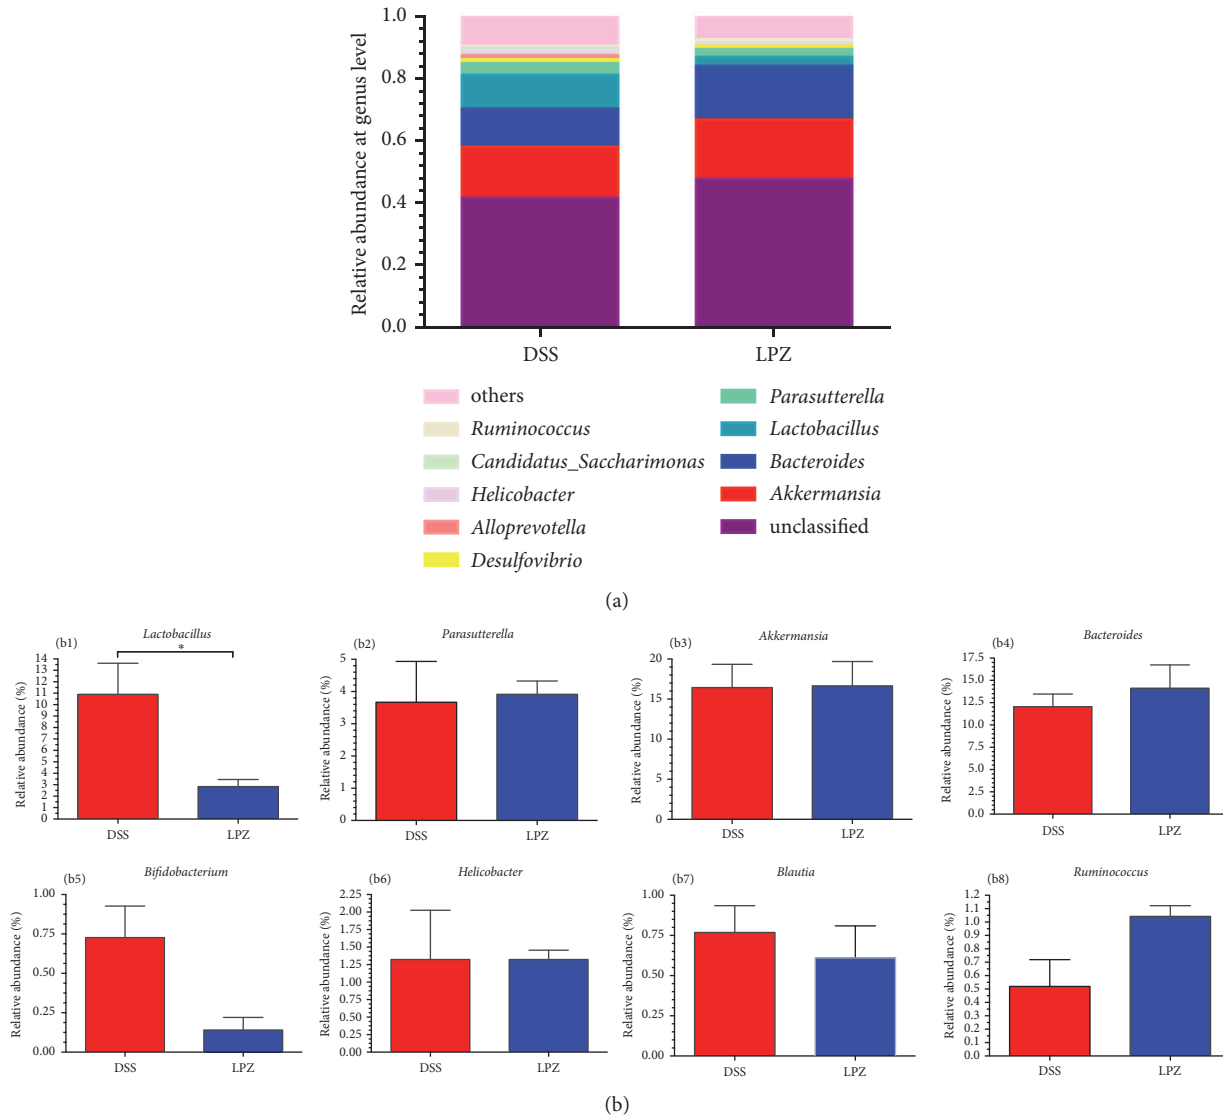 Relative abundance at genus level
1.0
0.8
0.6
0.4
0.2
0.0
DSS LPZ
others
Ruminococcus
Candidatus_Saccharimonas
Helicobacter
Alloprevotella
Desulfovibrio
Parasutterella
Lactobacillus
Bacteroides
Akkermansia
unclassified
(a)
(b1) Lactobacillus
*
Relative abundance (%)
14
13
12
11
10
9
8
7
6
5
4
3
2
1
0
DSS LPZ
(b2) Parasutterella
Relative abundance (%)
5
4
3
2
1
0
DSS LPZ
(b3) Akkermansia
Relative abundance (%)
20
15
10
5
0
DSS LPZ
(b4) Bacteroides
Relative abundance (%)
17.5
15.0
12.5
10.0
7.5
5.0
2.5
0.0
DSS LPZ
(b5) Bifidobacterium
Relative abundance (%)
1.00
0.75
0.50
0.25
0.00
DSS LPZ
(b6) Helicobacter
Relative abundance (%)
2.25
2.00
1.75
1.50
1.25
1.00
0.75
0.50
0.25
0.00
DSS LPZ
(b7) Blautia
Relative abundance (%)
1.00
0.75
0.50
0.25
0.00
DSS LPZ
(b8) Ruminococcus
Relative abundance (%)
1.2
1.1
1.0
0.9
0.8
0.7
0.6
0.5
0.4
0.3
0.2
0.1
0.0
DSS LPZ
(b)